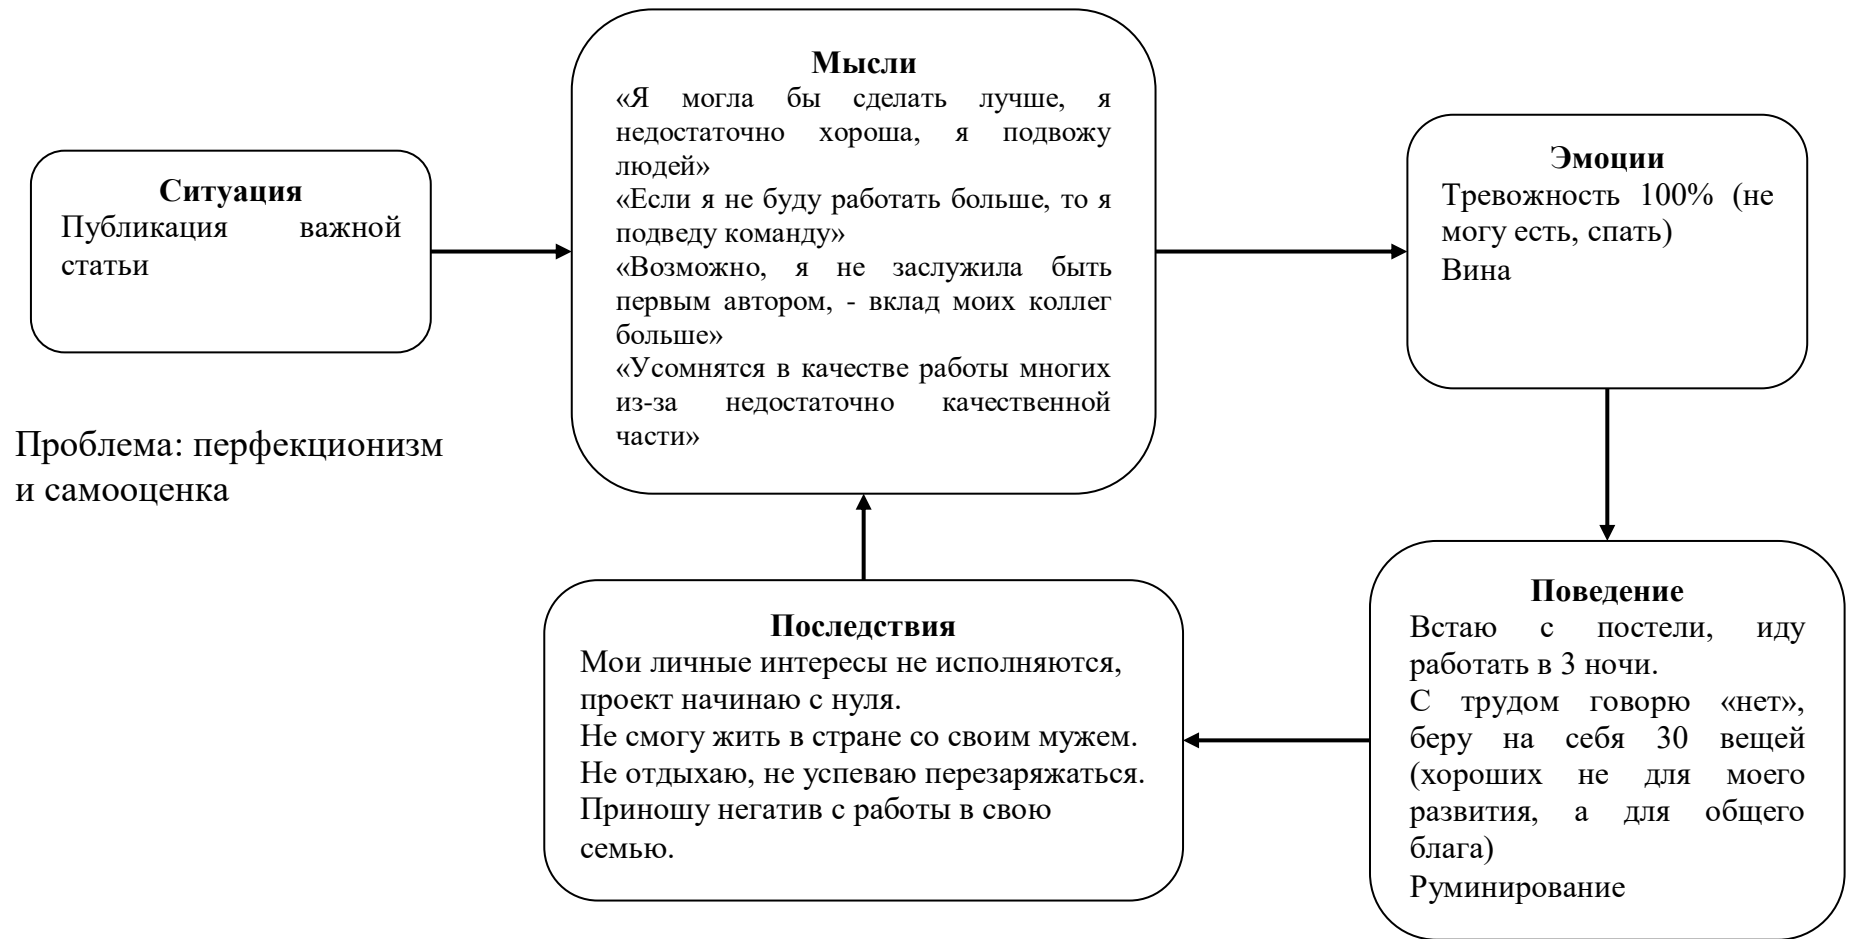 Ситуация
Публикация важной
статьи
Проблема: перфекционизм
и самооценка
Мысли
«Я могла бы сделать лучше, я
недостаточно хороша, я подвожу
людей»
«Если я не буду работать больше, то я
подведу команду»
«Возможно, я не заслужила быть
первым автором, - вклад моих коллег
больше»
«Усомнятся в качестве работы многих
из-за недостаточно качественной
части»
Эмоции
Тревожность 100% (не
могу есть, спать)
Вина
Поведение
Встаю с постели, иду
работать в 3 ночи.
С трудом говорю «нет»,
беру на себя 30 вещей
(хороших не для моего
развития, а для общего
блага)
Руминирование
Последствия
Мои личные интересы не исполняются,
проект начинаю с нуля.
Не смогу жить в стране со своим мужем.
Не отдыхаю, не успеваю перезаряжаться.
Приношу негатив с работы в свою
семью.